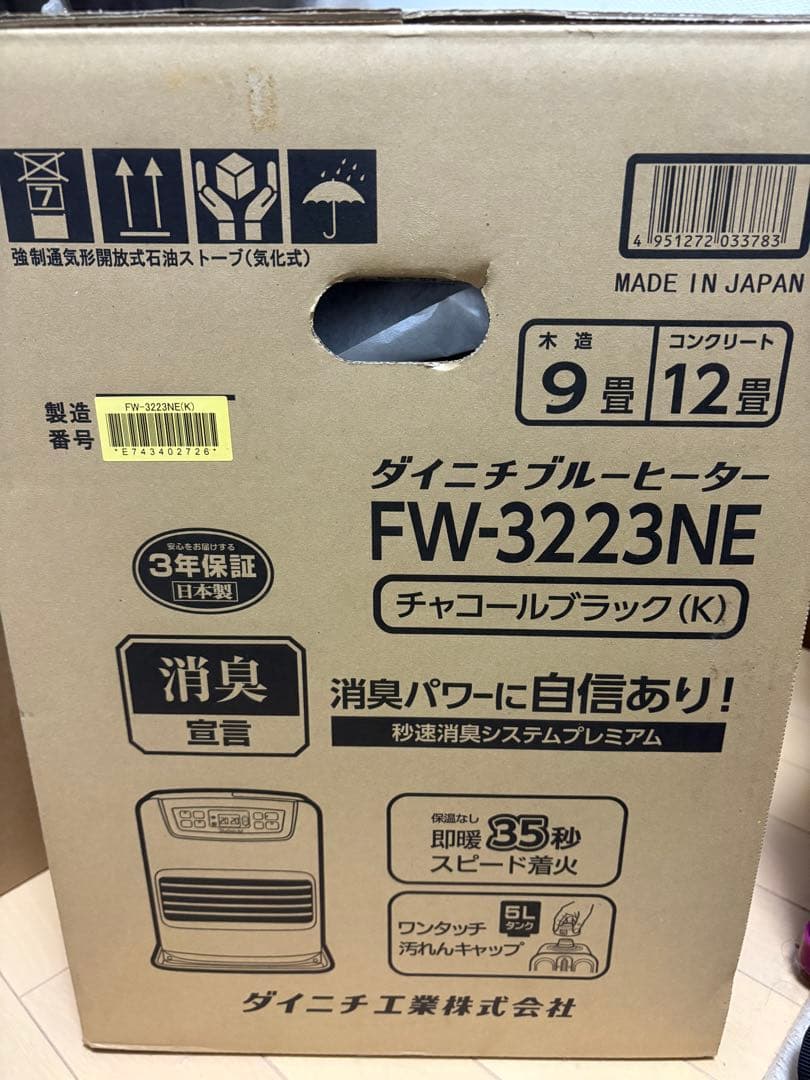 7
強制通気形開放式石油ストーブ(気化式)
4 951272 033783
MADE IN JAPAN
木造
9畳
コンクリート
12畳
製造
番号
FW-3223NE(K)
*E743402726*
ダイニチブルーヒーター
FW-3223NE
チャコールブラック(K)
安心をお届けする
3年保証
日本製
消臭
宣言
消臭パワーに自信あり!
秒速消臭システムプレミアム
保温なし
即暖35秒
スピード着火
ワンタッチ
汚れんキャップ
5L
タンク
ダイニチ工業株式会社